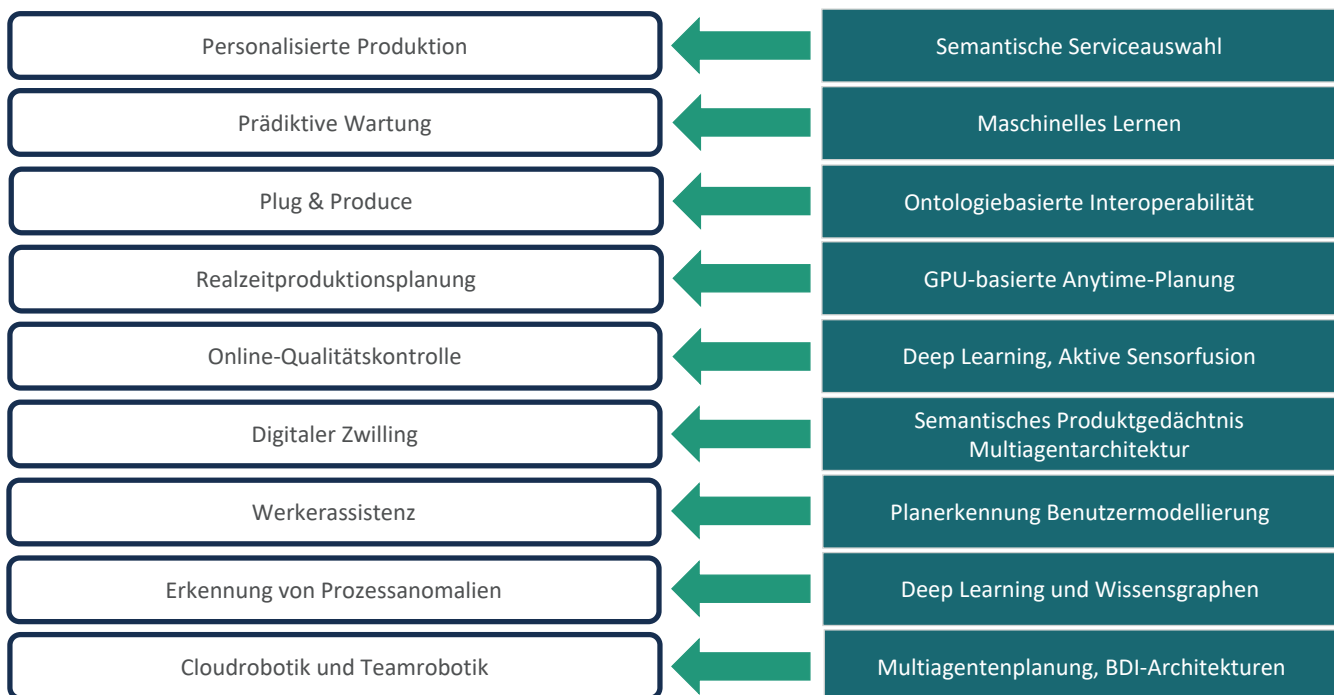 Personalisierte Produktion
Semantische Serviceauswahl
Prädiktive Wartung
Maschinelles Lernen
Plug & Produce
Ontologiebasierte Interoperabilität
Realzeitproduktionsplanung
GPU-basierte Anytime-Planung
Online-Qualitätskontrolle
Deep Learning, Aktive Sensorfusion
Digitaler Zwilling
Semantisches Produktgedächtnis
Multiagentarchitektur
Werkerassistenz
Planerkennung Benutzermodellierung
Erkennung von Prozessanomalien
Deep Learning und Wissensgraphen
Cloudrobotik und Teamrobotik
Multiagentenplanung, BDI-Architekturen